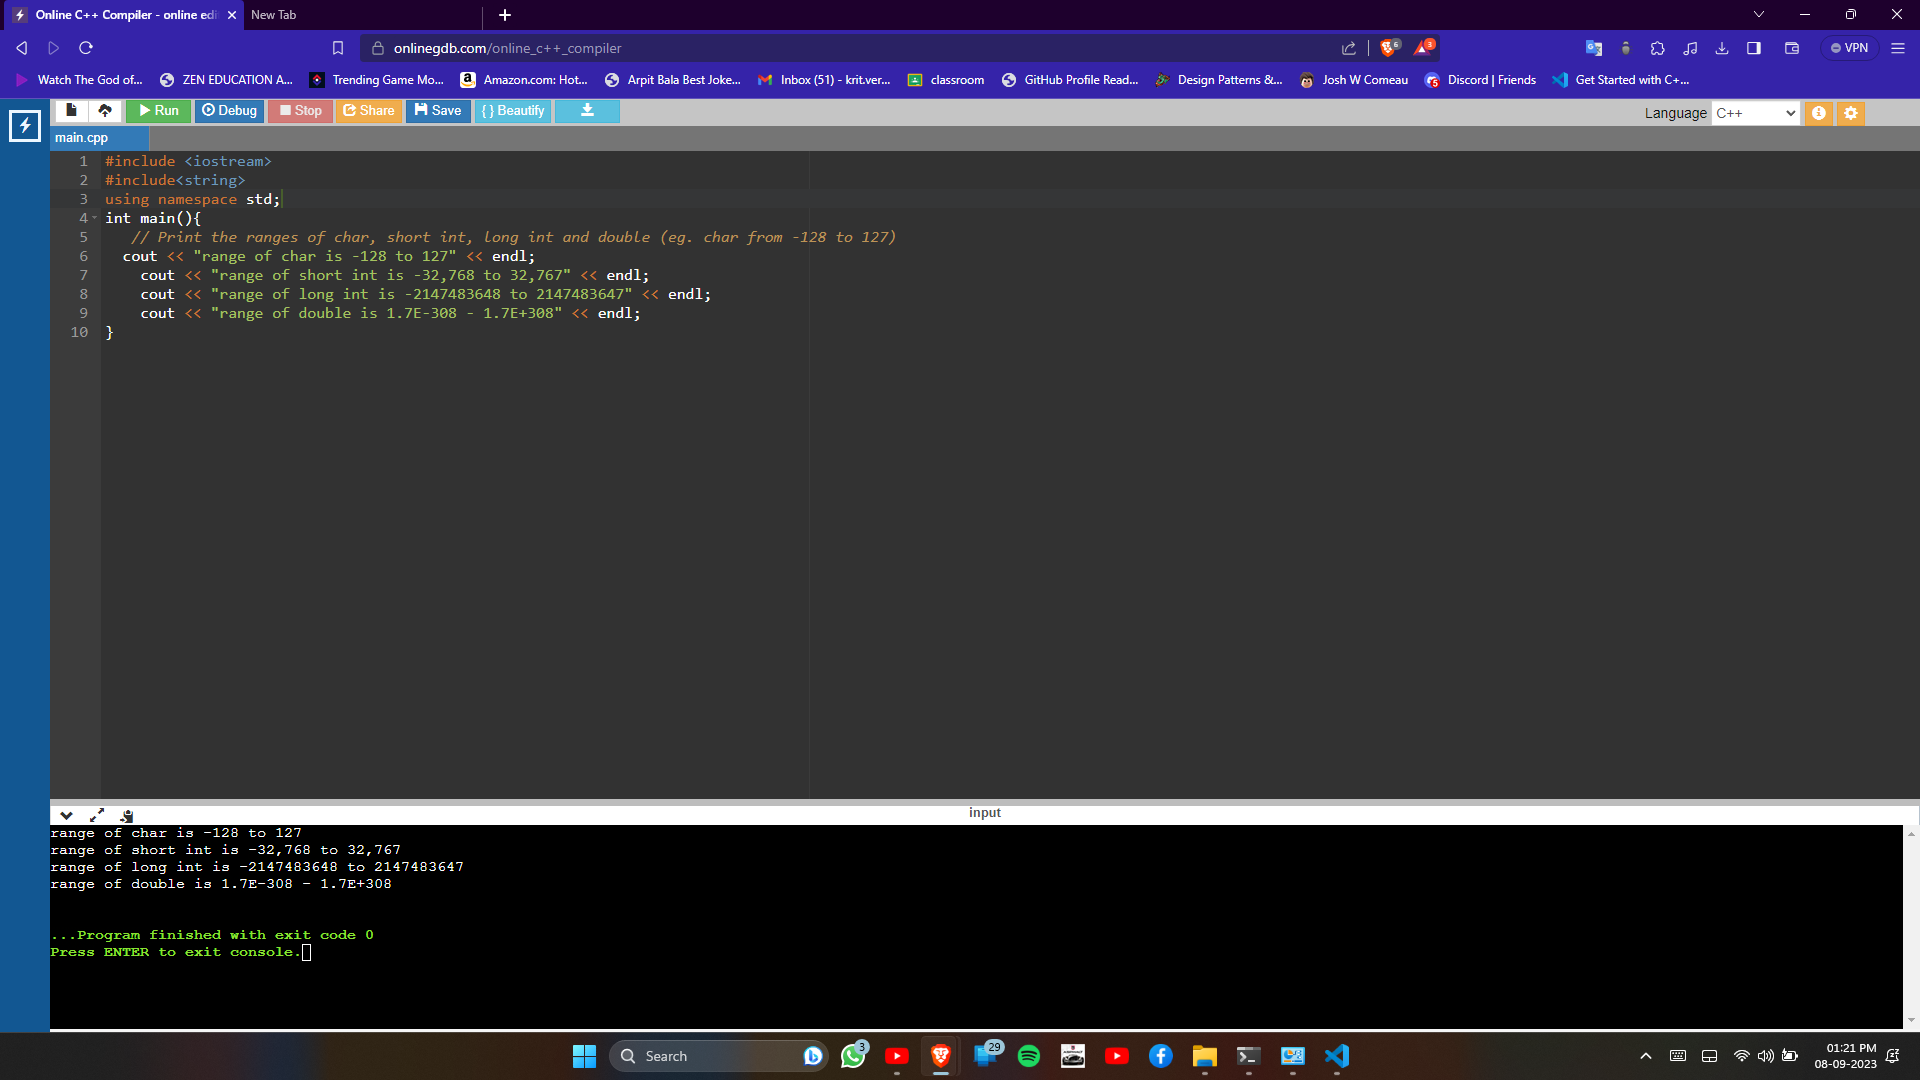 Online C++ Compiler - online edi
New Tab
onlinegdb.com/online_c++_compiler
6
3
VPN
Watch The God of...
ZEN EDUCATION A...
Trending Game Mo...
Amazon.com: Hot...
Arpit Bala Best Joke...
Inbox (51) - krit.ver...
classroom
GitHub Profile Read...
Design Patterns &...
Josh W Comeau
Discord | Friends
Get Started with C+...
Run
Debug
Stop
Share
Save
{ } Beautify
Language C++
main.cpp
1 #include <iostream>
2 #include<string>
3 using namespace std;
4 int main(){
5 // Print the ranges of char, short int, long int and double (eg. char from -128 to 127)
6 cout << "range of char is -128 to 127" << endl;
7 cout << "range of short int is -32,768 to 32,767" << endl;
8 cout << "range of long int is -2147483648 to 2147483647" << endl;
9 cout << "range of double is 1.7E-308 - 1.7E+308" << endl;
10 }
input
range of char is -128 to 127
range of short int is -32,768 to 32,767
range of long int is -2147483648 to 2147483647
range of double is 1.7E-308 - 1.7E+308
...Program finished with exit code 0
Press ENTER to exit console.
Search
3
29
01:21 PM
08-09-2023